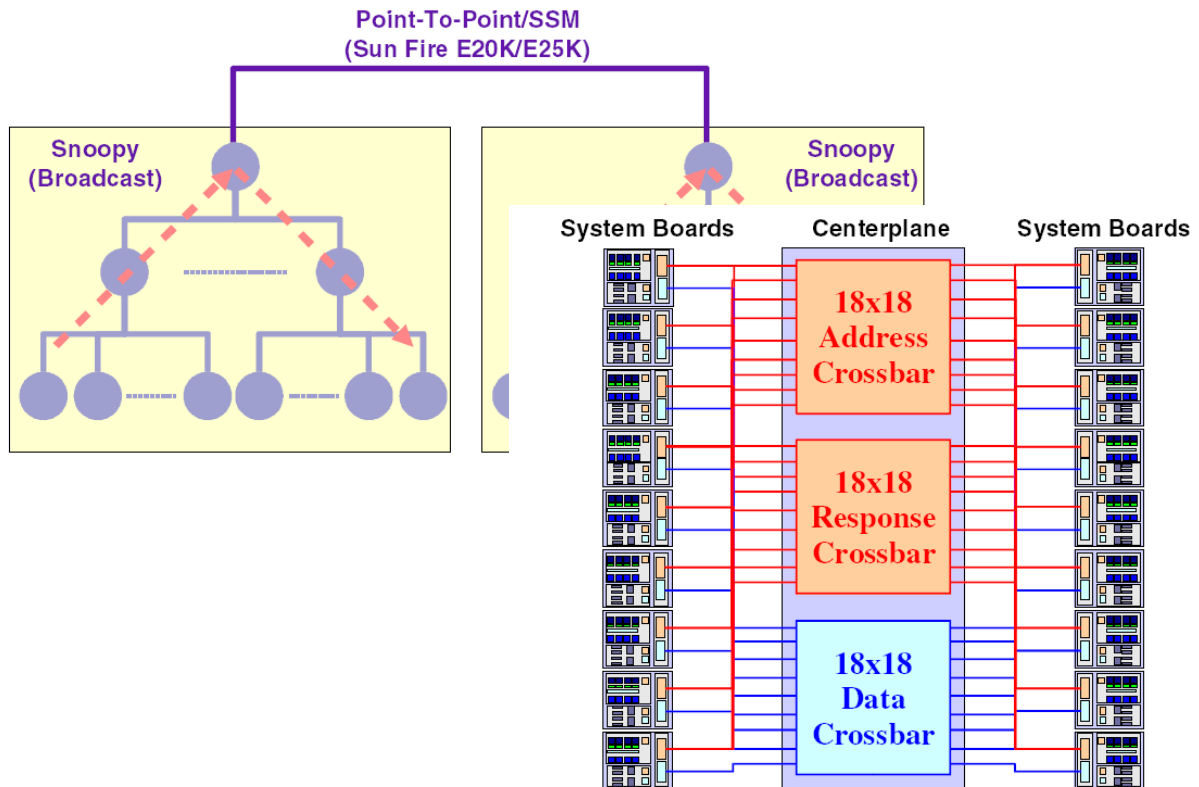 Point-To-Point/SSM
(Sun Fire E20K/E25K)
Snoopy
(Broadcast)
Snoopy
(Broadcast)
System Boards
Centerplane
System Boards
18x18
Address
Crossbar
18x18
Response
Crossbar
18x18
Data
Crossbar